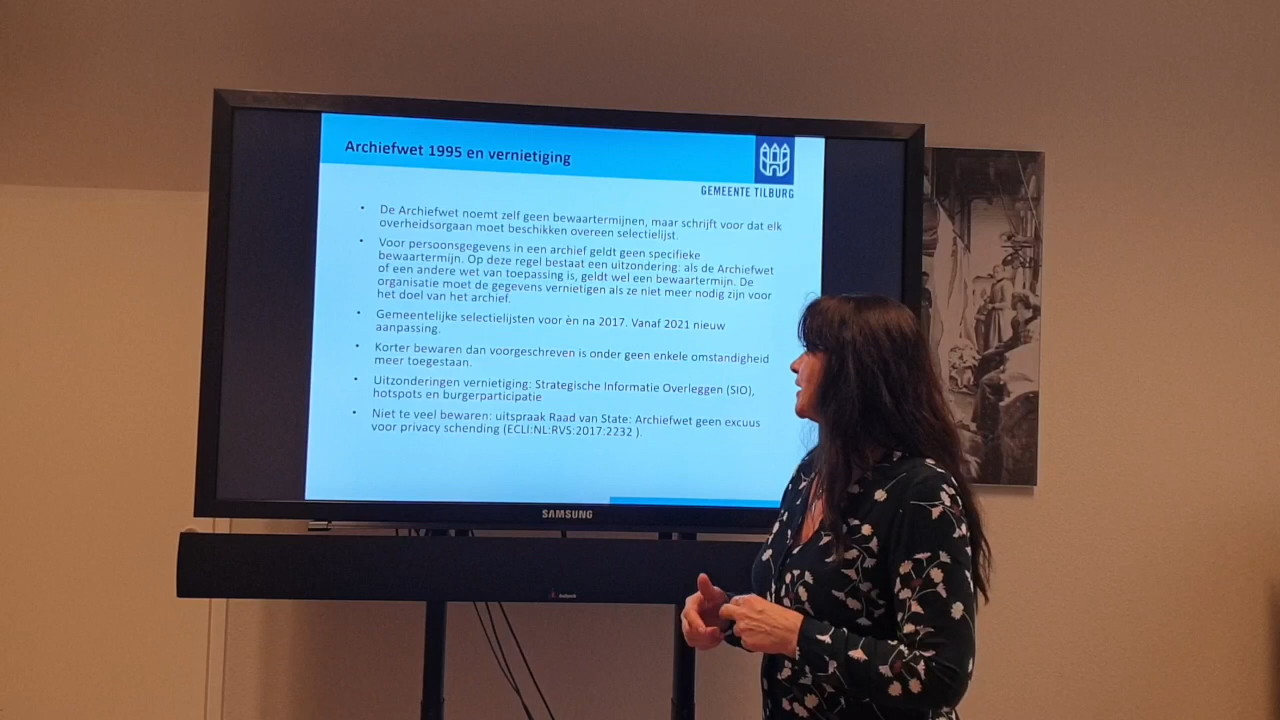 Archiefwet 1995 en vernietiging
GEMEENTE TILBURG
• De Archiefwet noemt zelf geen bewaartermijnen, maar schrijft voor dat elk
overheidsorgaan moet beschikken overeen selectielijst.
• Voor persoonsgegevens in een archief geldt geen specifieke
bewaartermijn. Op deze regel bestaat een uitzondering: als de Archiefwet
of een andere wet van toepassing is, geldt wel een bewaartermijn. De
organisatie moet de gegevens vernietigen als ze niet meer nodig zijn voor
het doel van het archief.
• Gemeentelijke selectielijsten voor èn na 2017. Vanaf 2021 nieuw
aanpassing.
• Korter bewaren dan voorgeschreven is onder geen enkele omstandigheid
meer toegestaan.
• Uitzonderingen vernietiging: Strategische Informatie Overleggen (SIO),
hotspots en burgerparticipatie
• Niet te veel bewaren: uitspraak Raad van State: Archiefwet geen excuus
voor privacy schending (ECLI:NL:RVS:2017:2232 ).
SAMSUNG